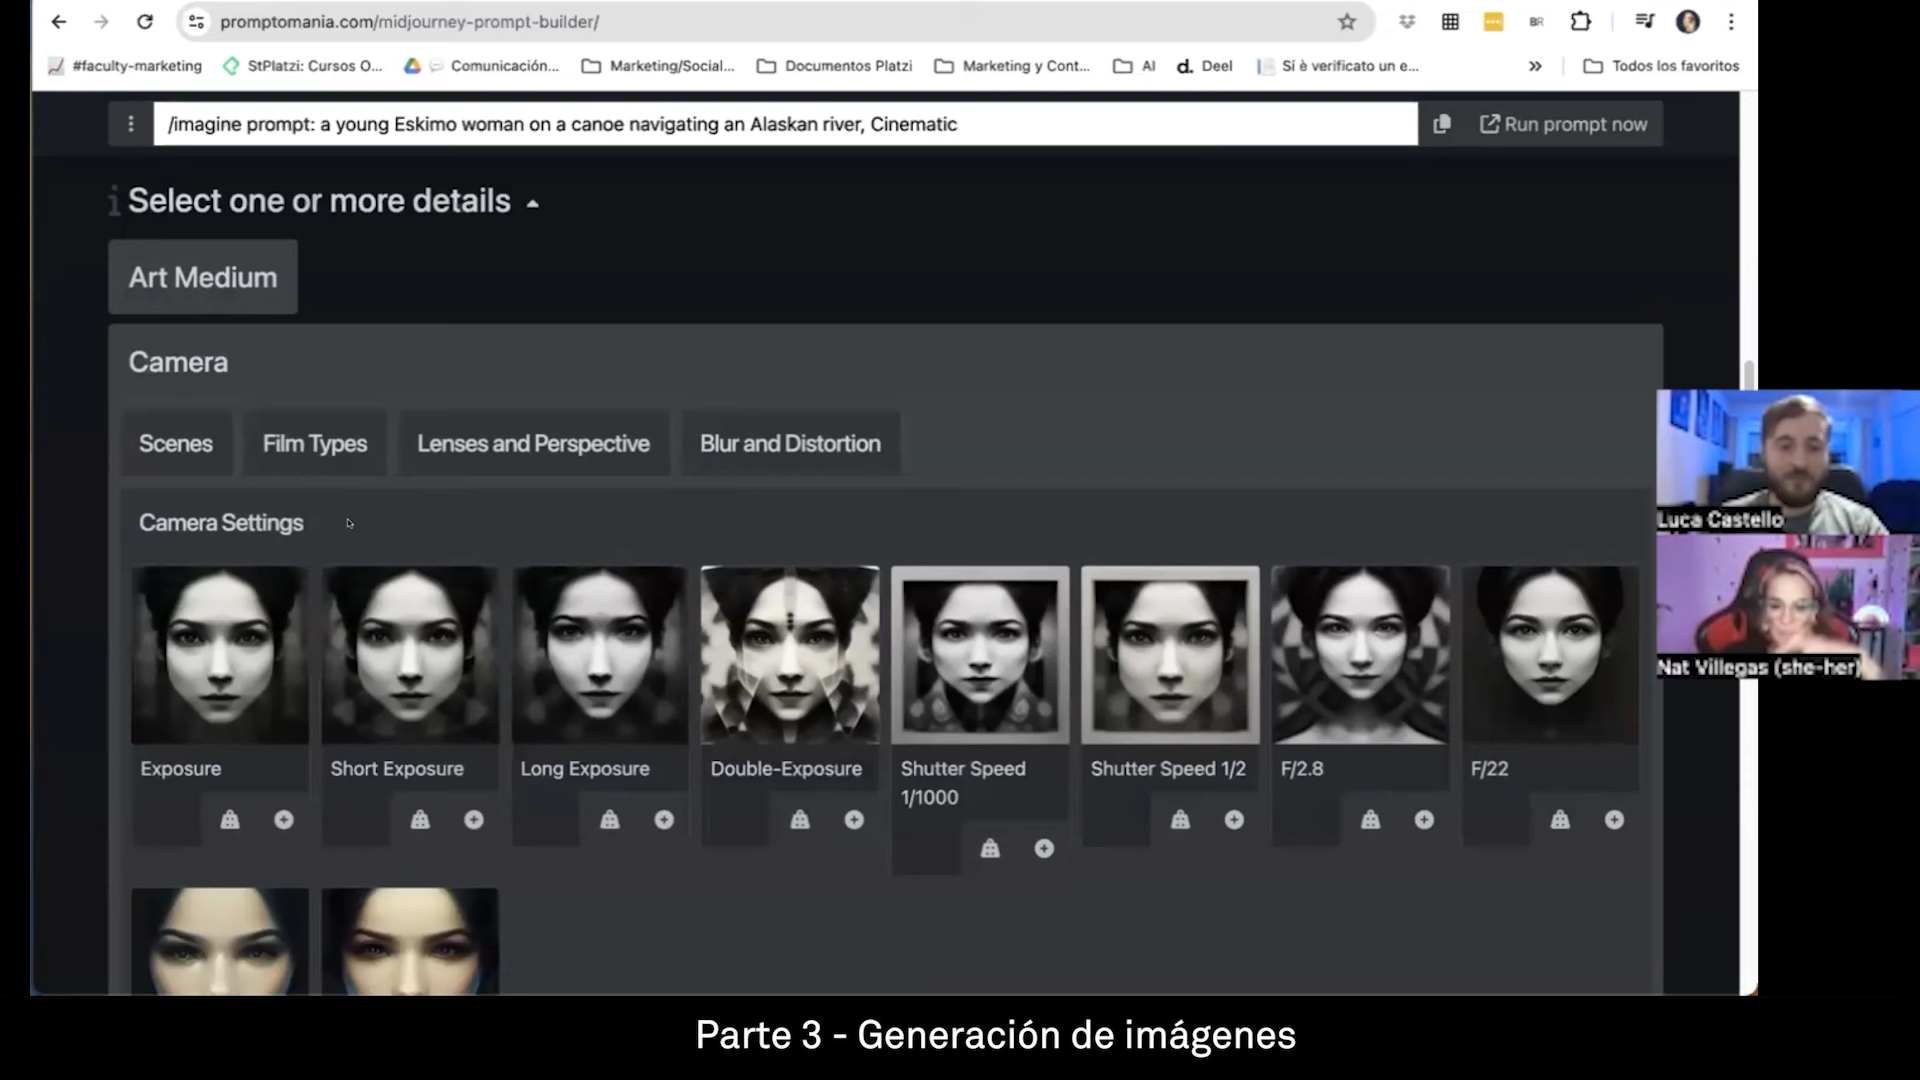 promptomania.com/midjourney-prompt-builder/
BR
#faculty-marketing
StPlatzi: Cursos O...
Comunicación...
Marketing/Social...
Documentos Platzi
Marketing y Cont...
AI
d. Deel
Si è verificato un e...
»
Todos los favoritos
/imagine prompt: a young Eskimo woman on a canoe navigating an Alaskan river, Cinematic
Run prompt now
i Select one or more details
Art Medium
Camera
Scenes
Film Types
Lenses and Perspective
Blur and Distortion
Camera Settings
Exposure
Short Exposure
Long Exposure
Double-Exposure
Shutter Speed
1/1000
Shutter Speed 1/2
F/2.8
F/22
Luca Castello
Nat Villegas (she-her)
Parte 3 - Generación de imágenes